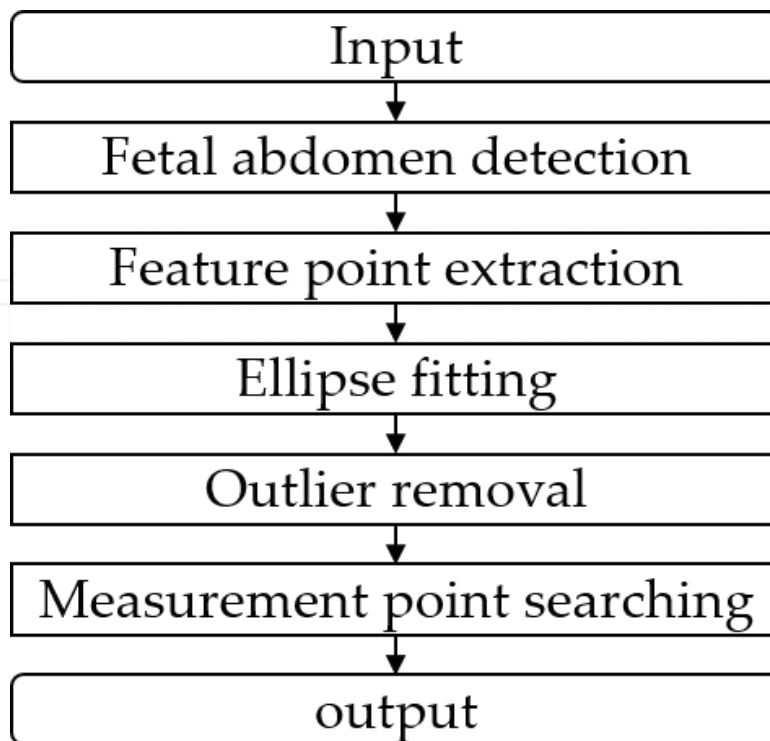 Input
Fetal abdomen detection
Feature point extraction
Ellipse fitting
Outlier removal
Measurement point searching
output